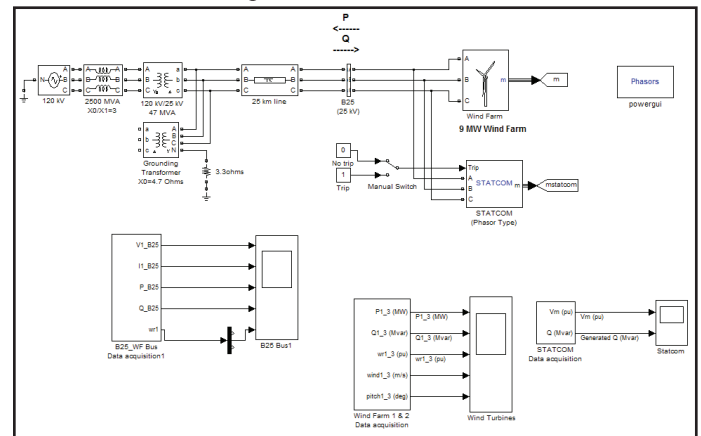 P
<------
Q
------>
N A A A A a A A A
B B B B b B B B m m
C C C C c C C C
120 kV
2500 MVA
X0/X1=3
120 kV/25 kV
47 MVA
25 km line
B25
(25 kV)
Wind Farm
9 MW Wind Farm
Phasors
powergui
a A
b B
C
c N
Grounding
Transformer
X0=4.7 Ohms
3.3ohms
0
No trip
1
Trip
Manual Switch
Trip
A
B
C
STATCOM
m
mstatcom
STATCOM
(Phasor Type)
V1_B25
I1_B25
P_B25
Q_B25
wr1
B25_WF Bus
Data acquisition1
B25 Bus1
P1_3 (MW)
P1_3 (MW)
Q1_3 (Mvar)
Q1_3 (Mvar)
wr1_3 (pu)
wr1_3 (pu)
wind1_3 (m/s)
pitch1_3 (deg)
Wind Farm 1 & 2
Data acquisition
Wind Turbines
Vm (pu)
Vm (pu)
Q (Mvar)
Generated Q (Mvar)
STATCOM
Data acquisition
Statcom